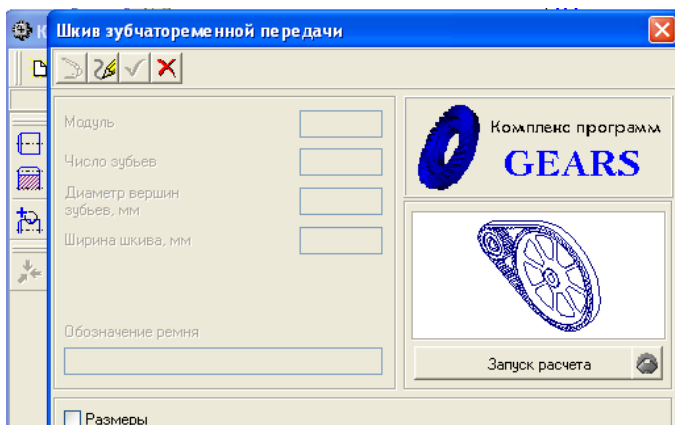 К
Шкив зубчатоременной передачи
Модуль
Число зубьев
Диаметр вершин
зубьев, мм
Ширина шкива, мм
Обозначение ремня
Комплекс программ
GEARS
Запуск расчета
Размеры